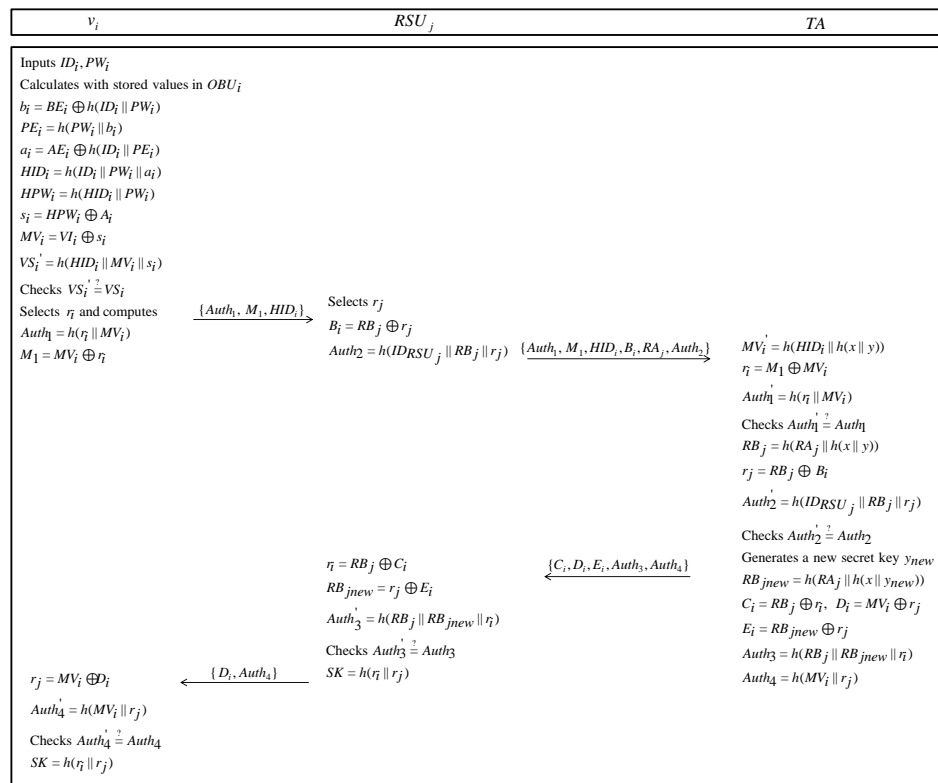 v_i RSU_j TA
Inputs ID_i, PW_i
Calculates with stored values in OBU_i
b_i = BE_i ⊕ h(ID_i || PW_i)
PE_i = h(PW_i || b_i)
a_i = AE_i ⊕ h(ID_i || PE_i)
HID_i = h(ID_i || PW_i || a_i)
HPW_i = h(HID_i || PW_i)
s_i = HPW_i ⊕ A_i
MV_i = VI_i ⊕ s_i
VS_i' = h(HID_i || MV_i || s_i)
Checks VS_i' ≟ VS_i
Selects r_i and computes
Auth_1 = h(r_i || MV_i)
M_1 = MV_i ⊕ r_i
{Auth_1, M_1, HID_i}
Selects r_j
B_i = RB_j ⊕ r_j
Auth_2 = h(ID_RSU_j || RB_j || r_j)
{Auth_1, M_1, HID_i, B_i, RA_j, Auth_2}
MV_i' = h(HID_i || h(x || y))
r_i = M_1 ⊕ MV_i
Auth_1' = h(r_i || MV_i)
Checks Auth_1' ≟ Auth_1
RB_j = h(RA_j || h(x || y))
r_j = RB_j ⊕ B_i
Auth_2' = h(ID_RSU_j || RB_j || r_j)
Checks Auth_2' ≟ Auth_2
Generates a new secret key y_new
RB_jnew = h(RA_j || h(x || y_new))
C_i = RB_j ⊕ r_i, D_i = MV_i ⊕ r_j
E_i = RB_jnew ⊕ r_j
Auth_3 = h(RB_j || RB_jnew || r_i)
Auth_4 = h(MV_i || r_j)
{C_i, D_i, E_i, Auth_3, Auth_4}
r_i = RB_j ⊕ C_i
RB_jnew = r_j ⊕ E_i
Auth_3' = h(RB_j || RB_jnew || r_i)
Checks Auth_3' ≟ Auth_3
SK = h(r_i || r_j)
{D_i, Auth_4}
r_j = MV_i ⊕ D_i
Auth_4' = h(MV_i || r_j)
Checks Auth_4' ≟ Auth_4
SK = h(r_i || r_j)